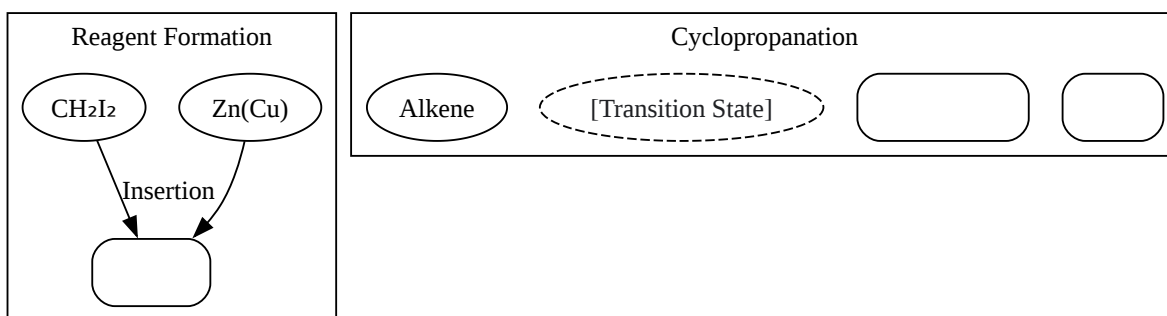 Reagent Formation
CH₂I₂
Zn(Cu)
Insertion
Cyclopropanation
Alkene
[Transition State]